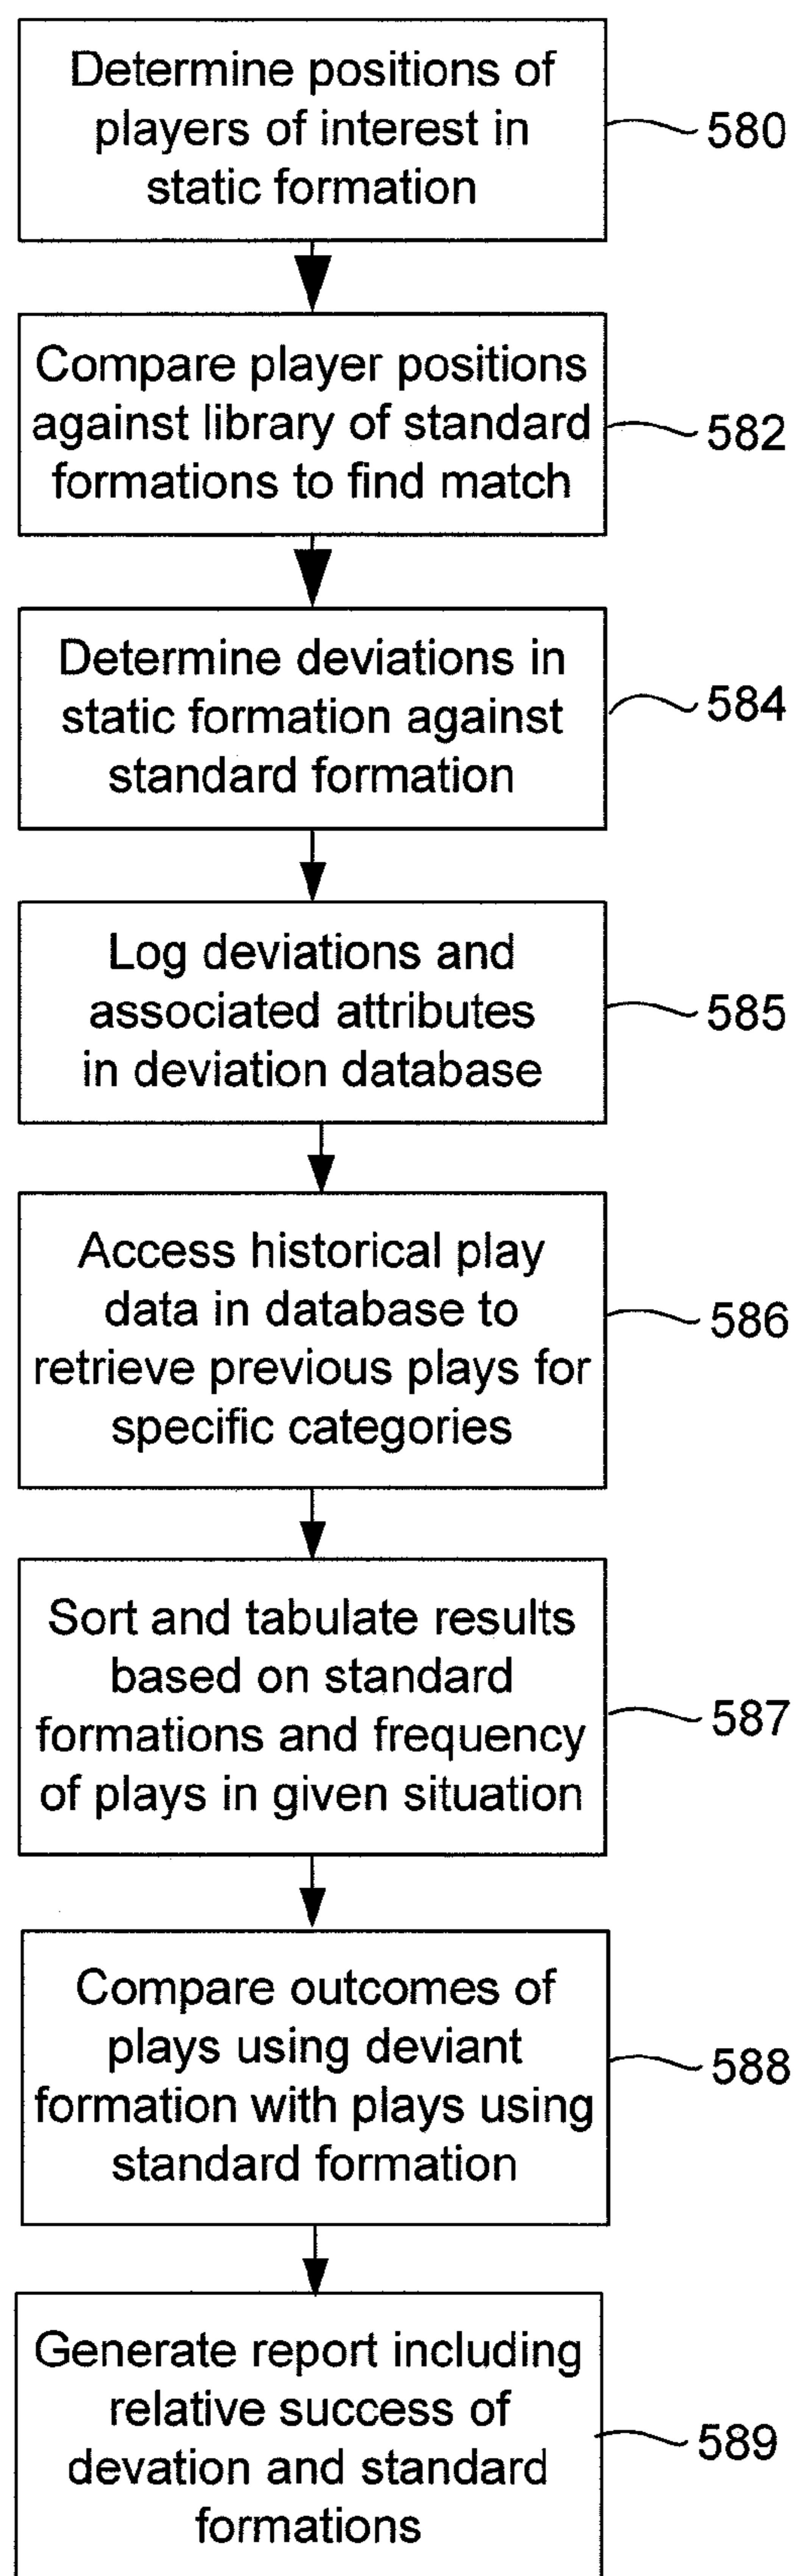 Determine positions of
players of interest in
static formation
580
Compare player positions
against library of standard
formations to find match
582
Determine deviations in
static formation against
standard formation
584
Log deviations and
associated attributes
in deviation database
585
Access historical play
data in database to
retrieve previous plays for
specific categories
586
Sort and tabulate results
based on standard
formations and frequency
of plays in given situation
587
Compare outcomes of
plays using deviant
formation with plays using
standard formation
588
Generate report including
relative success of
devation and standard
formations
589